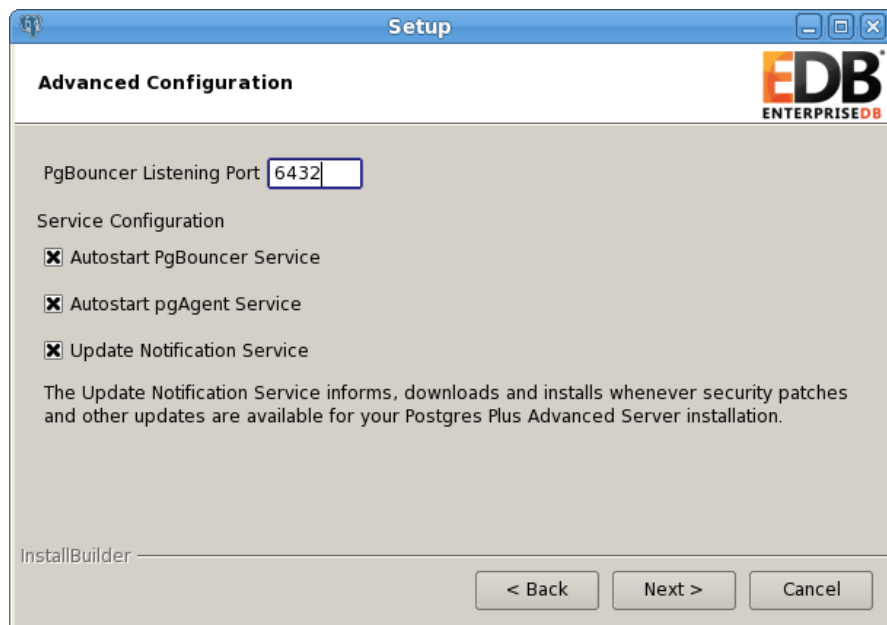 Setup
Advanced Configuration
EDB
ENTERPRISEDB
PgBouncer Listening Port 6432
Service Configuration
Autostart PgBouncer Service
Autostart pgAgent Service
Update Notification Service
The Update Notification Service informs, downloads and installs whenever security patches
and other updates are available for your Postgres Plus Advanced Server installation.
InstallBuilder
< Back Next > Cancel